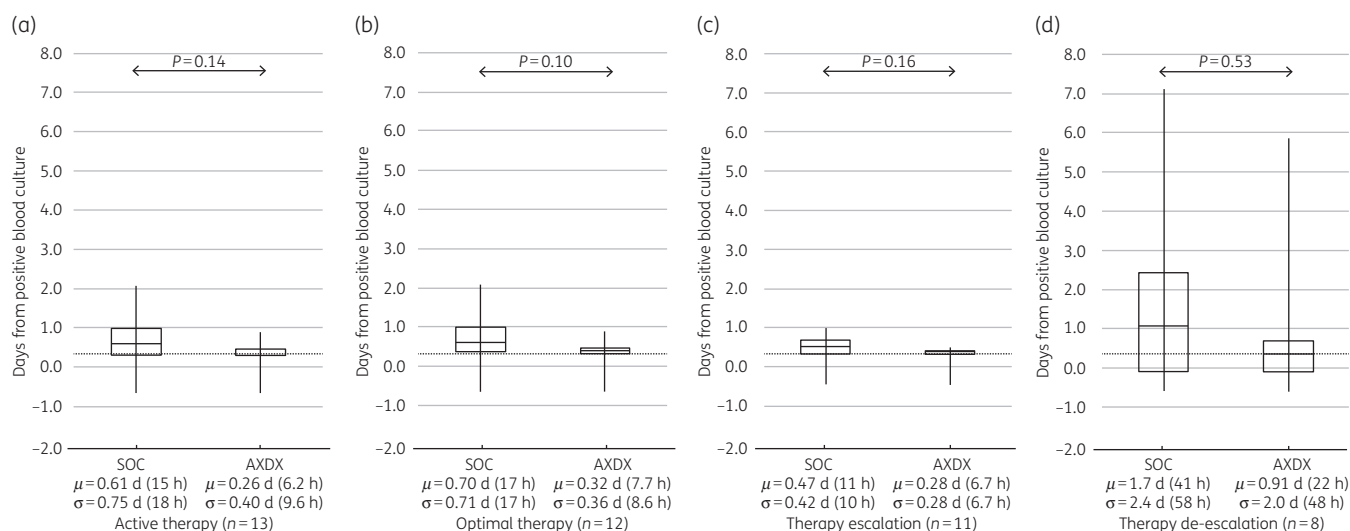 (a)
8.0
7.0
6.0
5.0
4.0
3.0
2.0
1.0
0.0
−1.0
−2.0
Days from positive blood culture
P=0.14
SOC AXDX
μ=0.61 d (15 h) μ=0.26 d (6.2 h)
σ=0.75 d (18 h) σ=0.40 d (9.6 h)
Active therapy (n=13)
(b)
8.0
7.0
6.0
5.0
4.0
3.0
2.0
1.0
0.0
−1.0
−2.0
Days from positive blood culture
P=0.10
SOC AXDX
μ=0.70 d (17 h) μ=0.32 d (7.7 h)
σ=0.71 d (17 h) σ=0.36 d (8.6 h)
Optimal therapy (n=12)
(c)
8.0
7.0
6.0
5.0
4.0
3.0
2.0
1.0
0.0
−1.0
−2.0
Days from positive blood culture
P=0.16
SOC AXDX
μ=0.47 d (11 h) μ=0.28 d (6.7 h)
σ=0.42 d (10 h) σ=0.28 d (6.7 h)
Therapy escalation (n=11)
(d)
8.0
7.0
6.0
5.0
4.0
3.0
2.0
1.0
0.0
−1.0
−2.0
Days from positive blood culture
P=0.53
SOC AXDX
μ=1.7 d (41 h) μ=0.91 d (22 h)
σ=2.4 d (58 h) σ=2.0 d (48 h)
Therapy de-escalation (n=8)